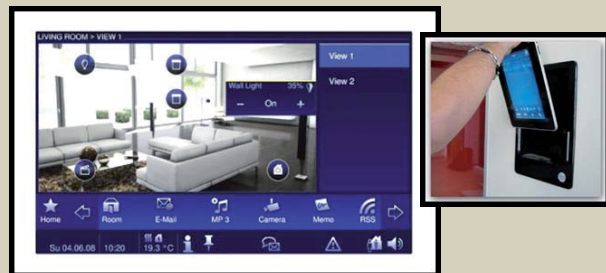 LIVING ROOM > VIEW 1
View 1
View 2
Wall Light 35%
− On +
Home
Room
E-Mail
MP 3
Camera
Memo
RSS
Su 04.06.08 10:20 19.3 °C